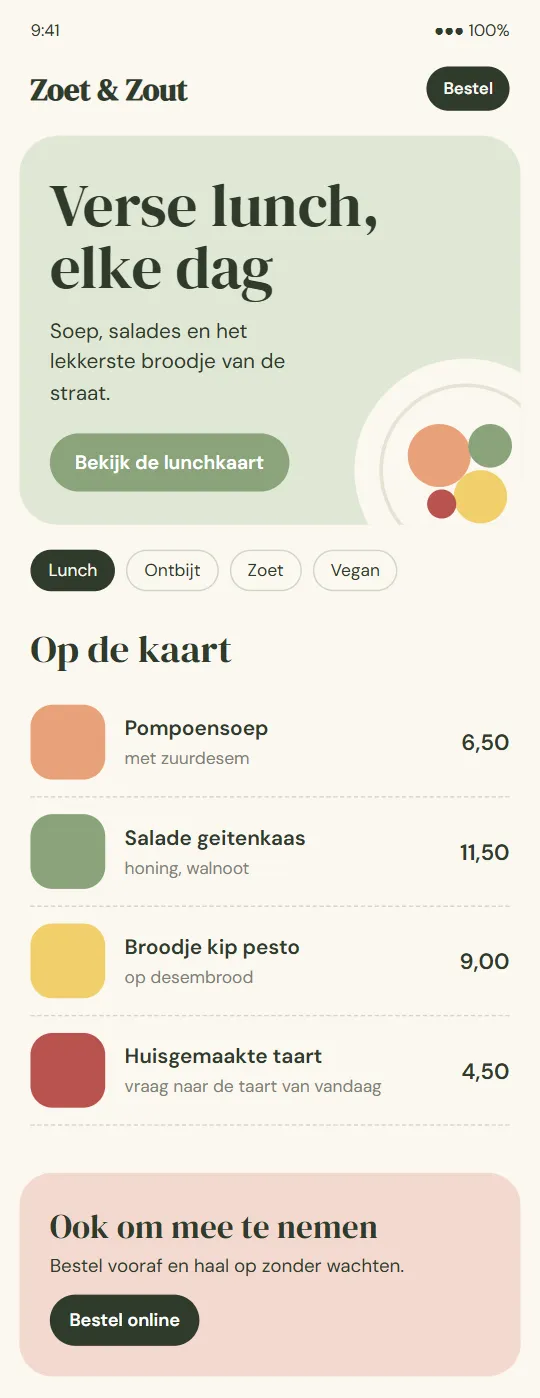 9:41
●●● 100%
Zoet & Zout
Bestel
Verse lunch,
elke dag
Soep, salades en het
lekkerste broodje van de
straat.
Bekijk de lunchkaart
Lunch
Ontbijt
Zoet
Vegan
Op de kaart
Pompoensoep
met zuurdesem
6,50
Salade geitenkaas
honing, walnoot
11,50
Broodje kip pesto
op desembrood
9,00
Huisgemaakte taart
vraag naar de taart van vandaag
4,50
Ook om mee te nemen
Bestel vooraf en haal op zonder wachten.
Bestel online